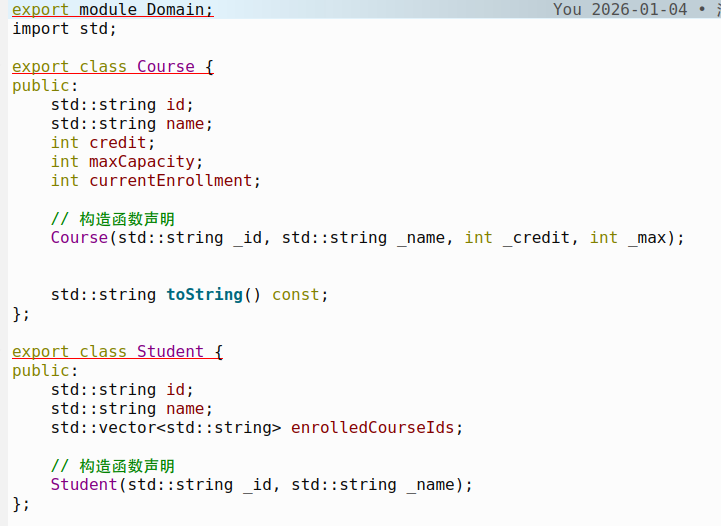 export module Domain;
You 2026-01-04 •
import std;
export class Course {
public:
    std::string id;
    std::string name;
    int credit;
    int maxCapacity;
    int currentEnrollment;
    // 构造函数声明
    Course(std::string _id, std::string _name, int _credit, int _max);
    std::string toString() const;
};
export class Student {
public:
    std::string id;
    std::string name;
    std::vector<std::string> enrolledCourseIds;
    // 构造函数声明
    Student(std::string _id, std::string _name);
};